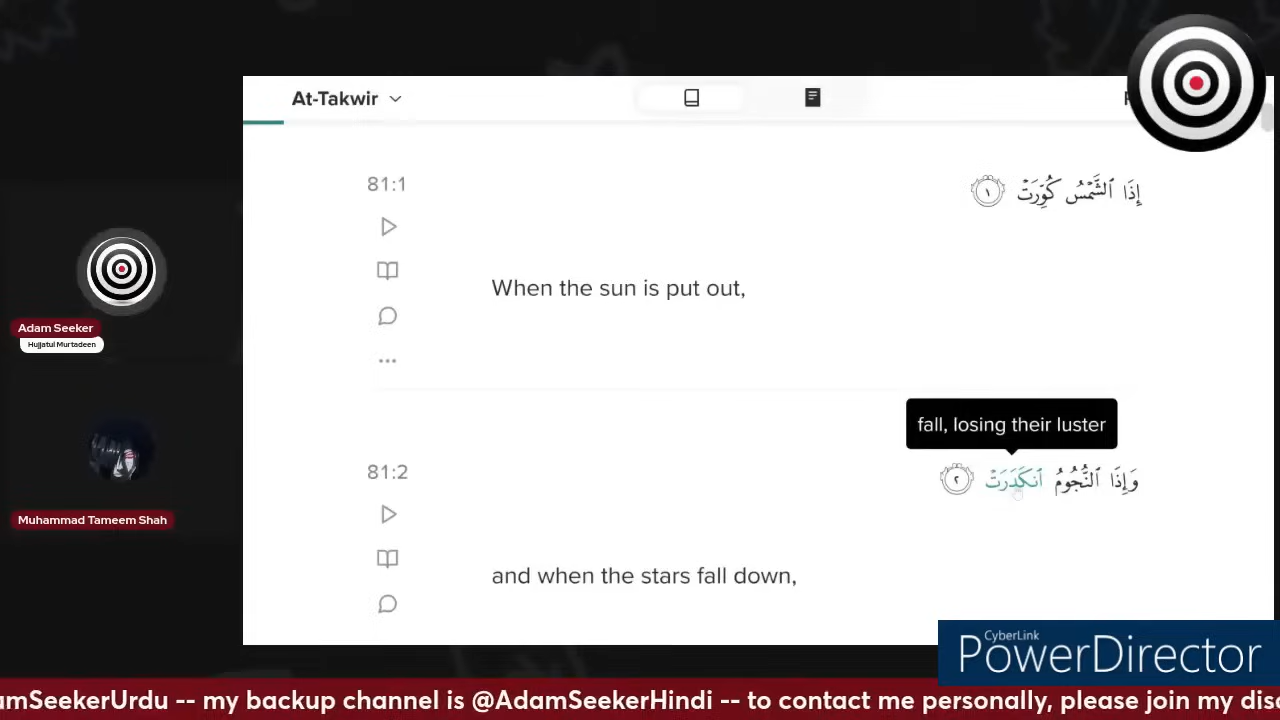 At-Takwir
81:1
إِذَا ٱلشَّمْسُ كُوِّرَتْ ١
When the sun is put out,
fall, losing their luster
81:2
وَإِذَا ٱلنُّجُومُ ٱنكَدَرَتْ ٢
and when the stars fall down,
Adam Seeker
Hujjatul Murtadeen
Muhammad Tameem Shah
CyberLink
PowerDirector
amSeekerUrdu -- my backup channel is @AdamSeekerHindi -- to contact me personally, please join my dis